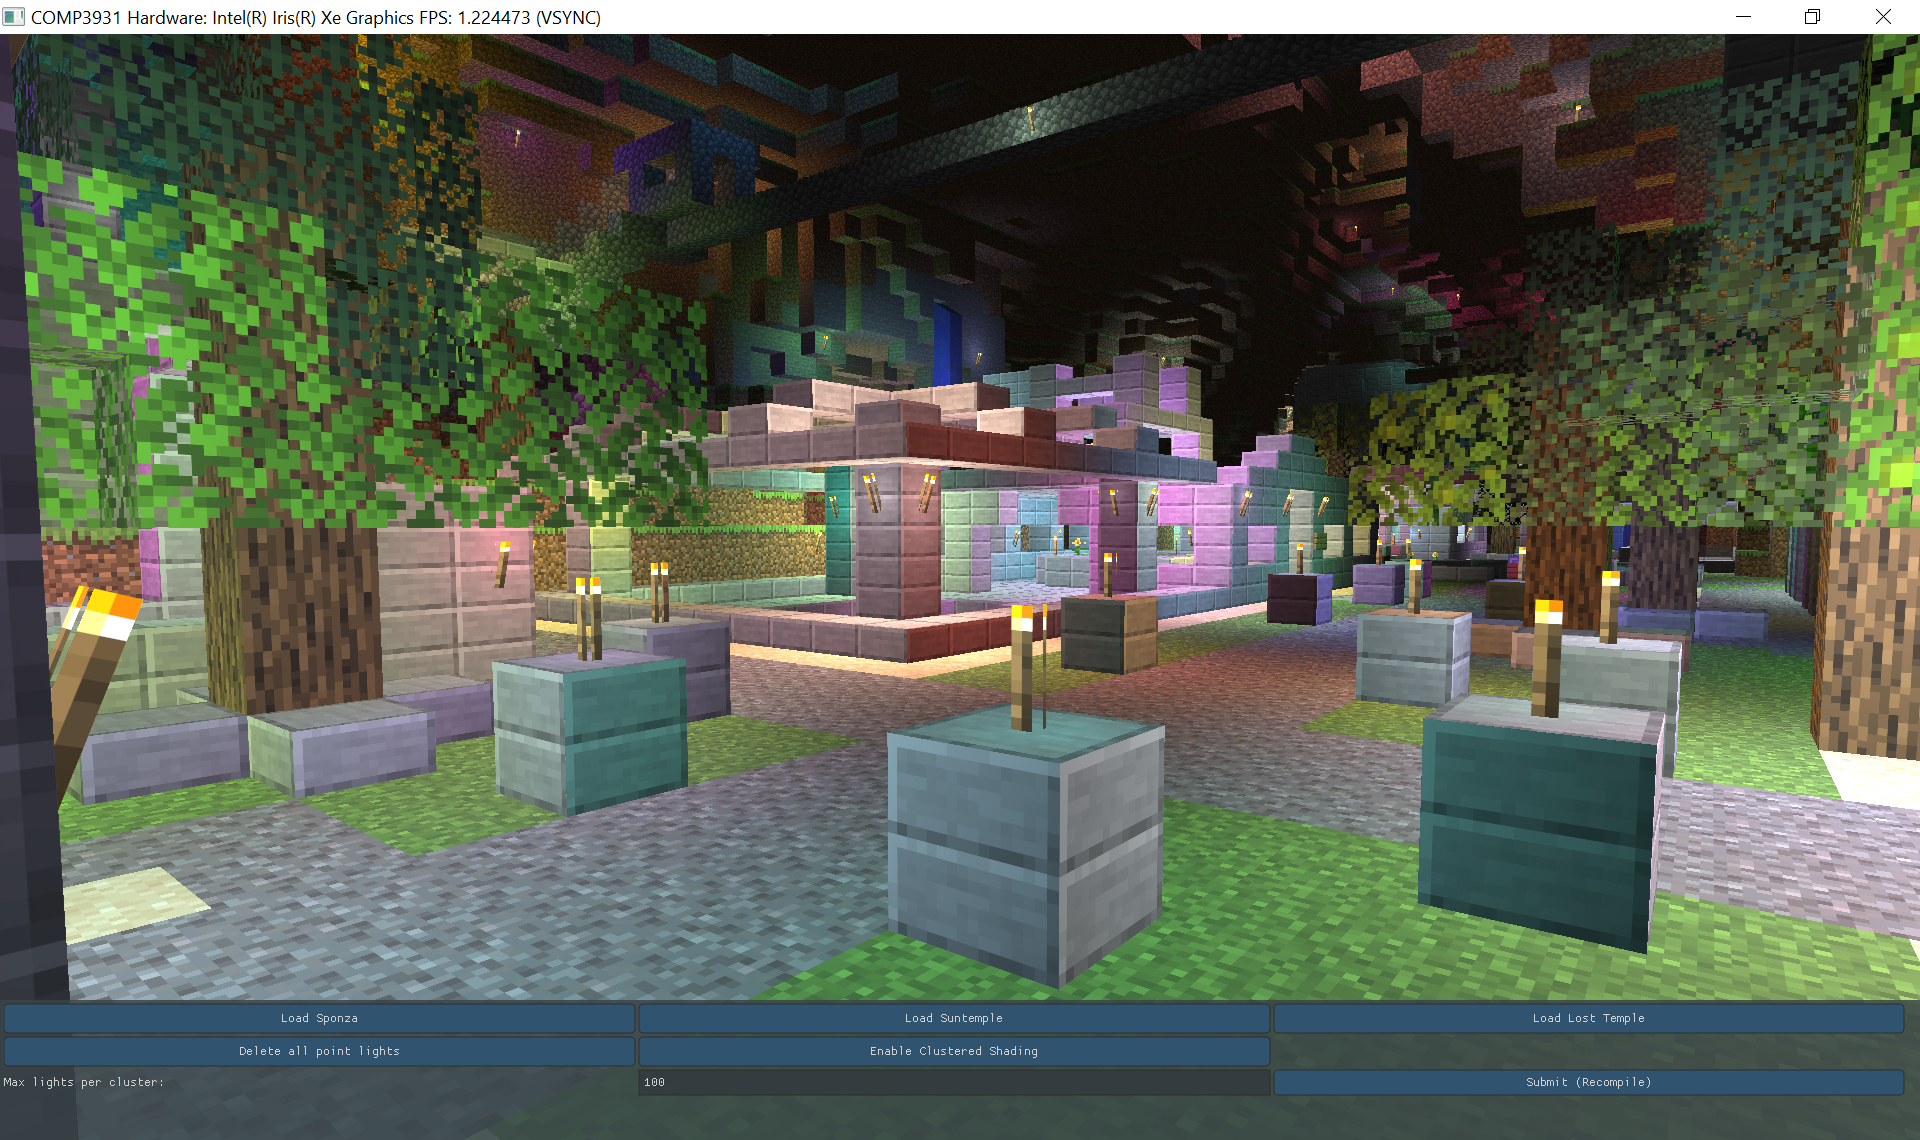 COMP3931 Hardware: Intel(R) Iris(R) Xe Graphics FPS: 1.224473 (VSYNC)
Load Sponza
Load Suntemple
Load Lost Temple
Delete all point lights
Enable Clustered Shading
Max lights per cluster:
100
Submit (Recompile)